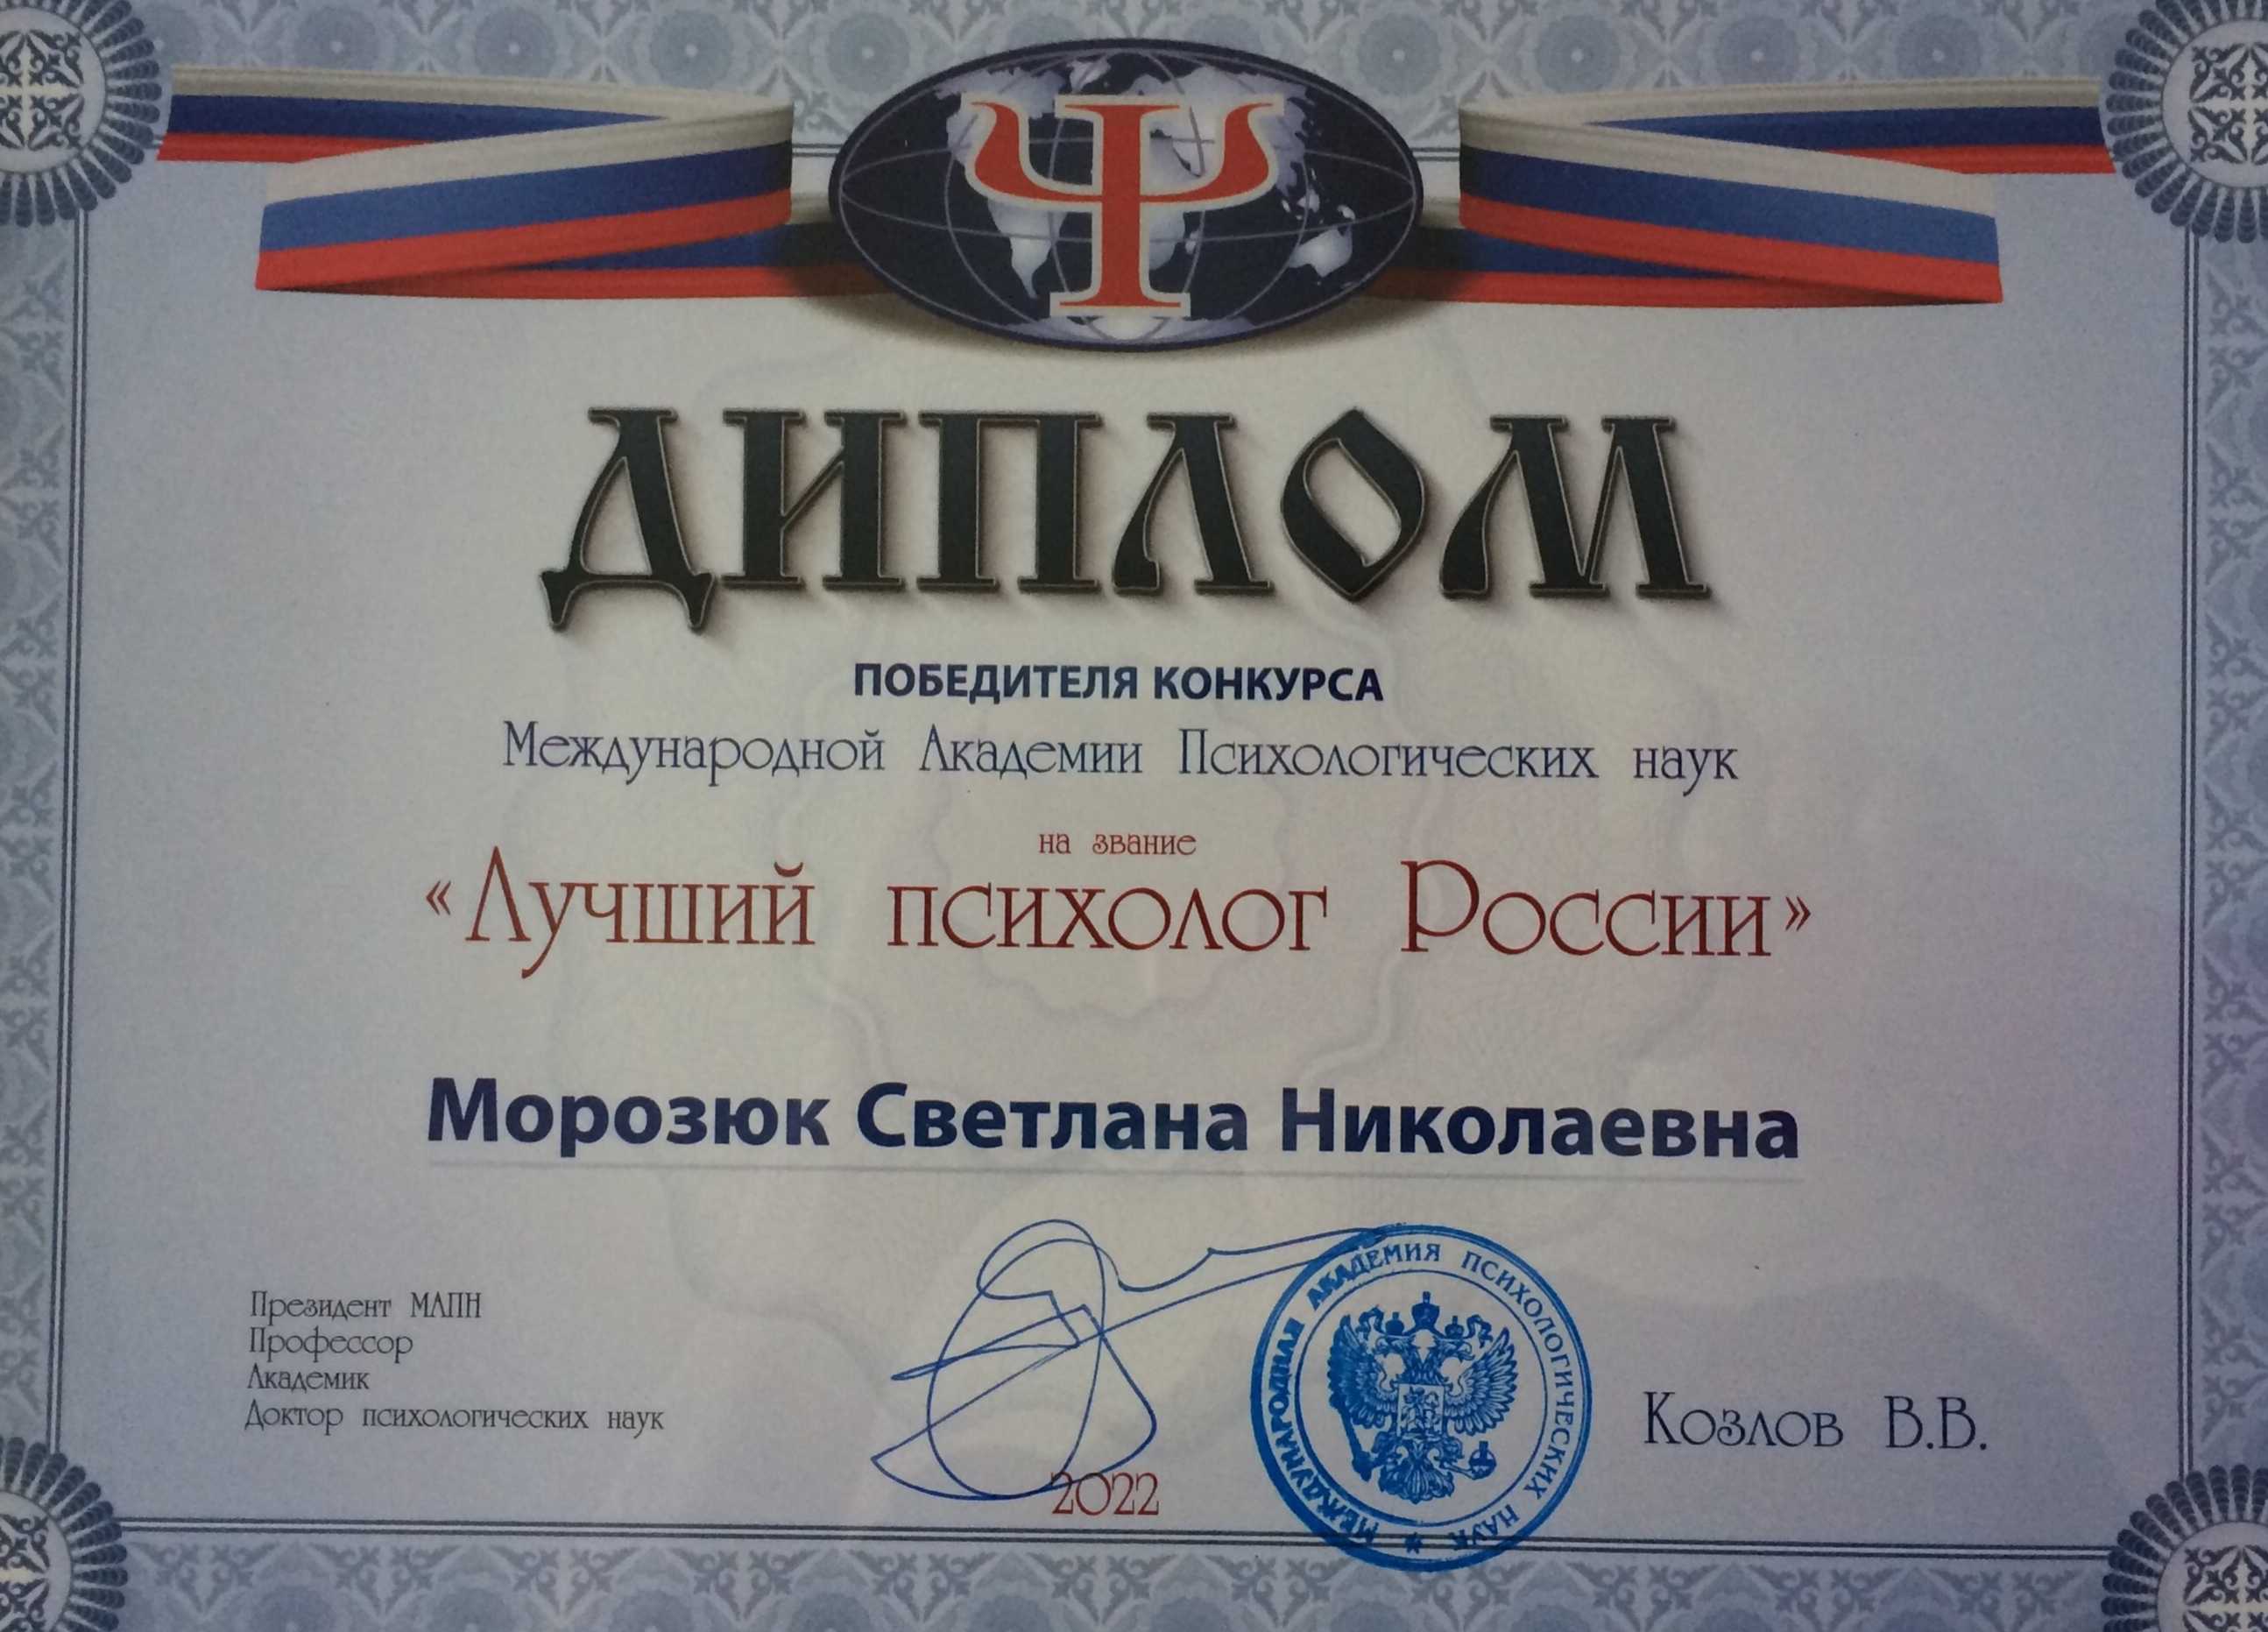 Ψ
ДИПЛОМ
ПОБЕДИТЕЛЯ КОНКУРСА
Международной Академии Психологических наук
на звание
«Лучший психолог России»
Морозюк Светлана Николаевна
Президент МАПН
Профессор
Академик
Доктор психологических наук
2022
МЕЖДУНАРОДНАЯ АКАДЕМИЯ ПСИХОЛОГИЧЕСКИХ НАУК *
Козлов В.В.